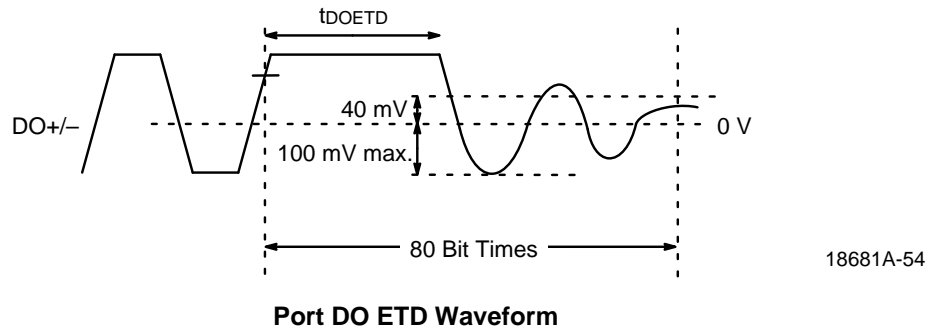 tDOETD
40 mV
DO+/–
0 V
100 mV max.
80 Bit Times
18681A-54
Port DO ETD Waveform